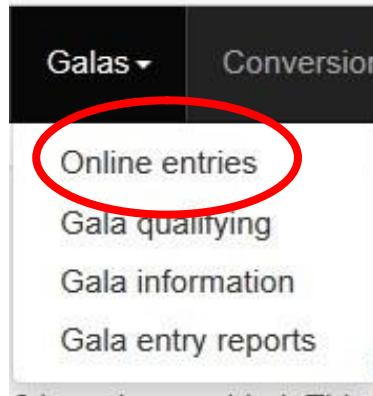 Galas Conversion
Online entries
Gala qualifying
Gala information
Gala entry reports